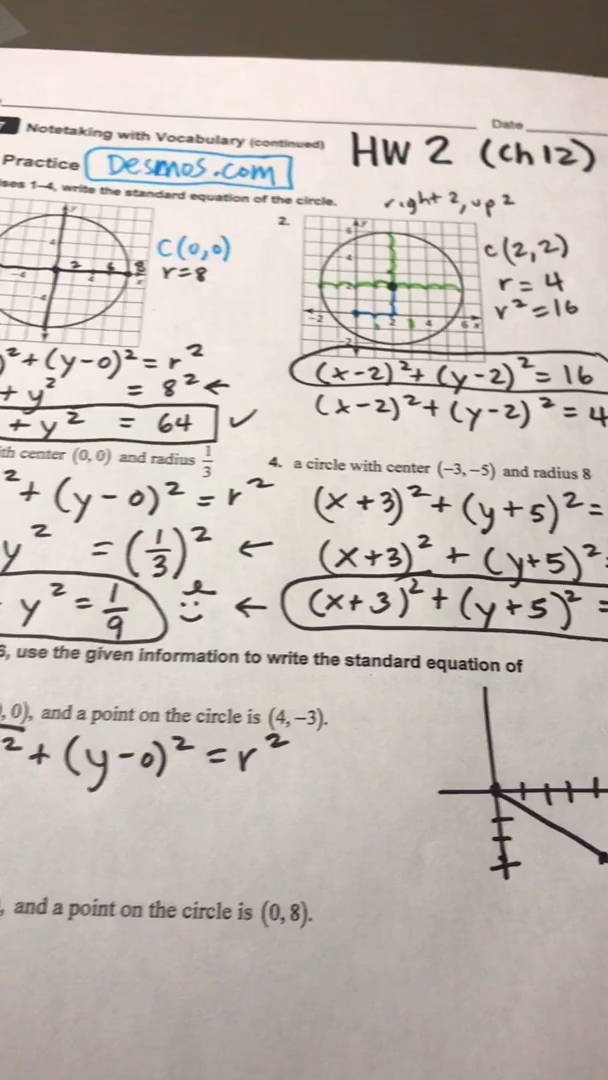 Date
7 Notetaking with Vocabulary (continued)
HW 2 (Ch 12)
Practice Desmos.com
ses 1–4, write the standard equation of the circle.
right 2, up 2
C(0,0)
r=8
2.
C(2,2)
r = 4
r² = 16
)² + (y-0)² = r²
+ y² = 8² ←
+ y² = 64 ✓
(x-2)² + (y-2)² = 16
(x-2)² + (y-2)² = 4
ith center (0, 0) and radius 1/3
² + (y-0)² = r²
y² = (1/3)² ←
y² = 1/9 ←
4. a circle with center (−3, −5) and radius 8
(x+3)² + (y+5)² =
(x+3)² + (y+5)² =
(x+3)² + (y+5)² =
6, use the given information to write the standard equation of
, 0), and a point on the circle is (4, −3).
² + (y-0)² = r²
, and a point on the circle is (0, 8).